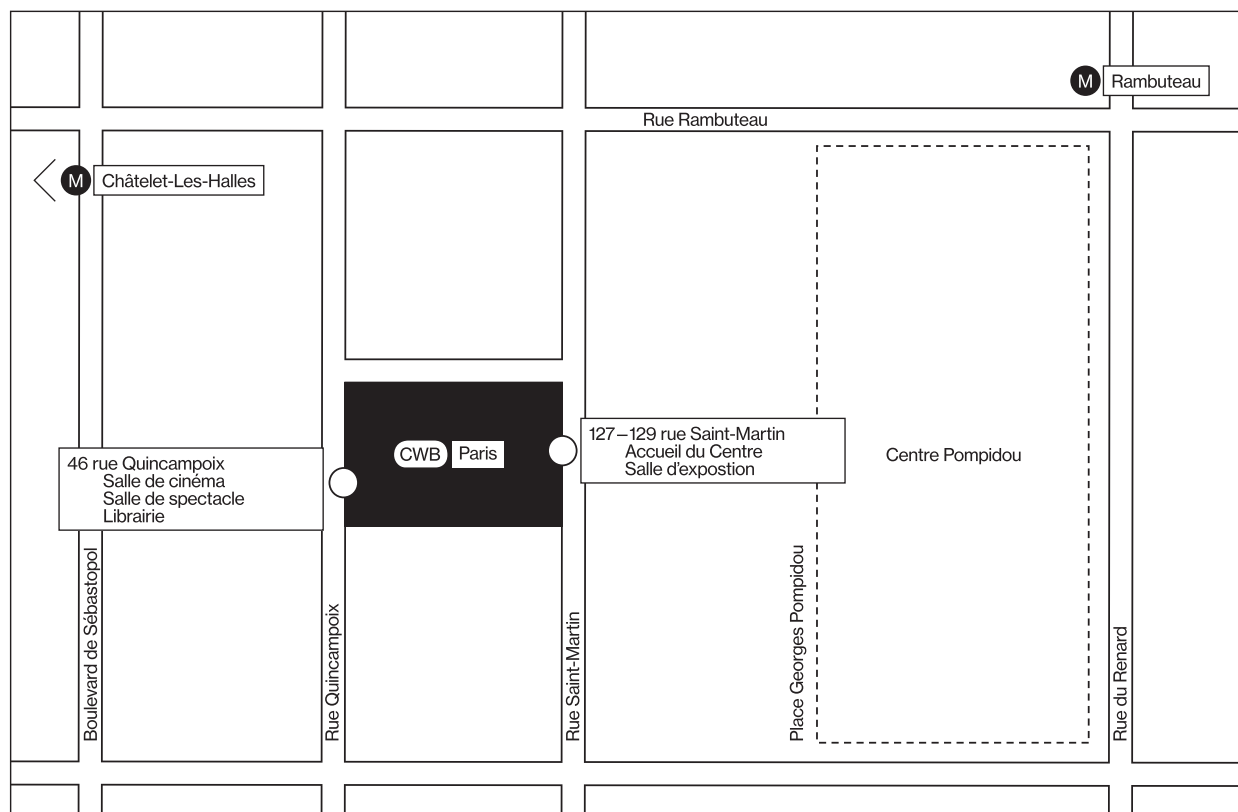 M Rambuteau
Rue Rambuteau
M Châtelet-Les-Halles
127–129 rue Saint-Martin
Accueil du Centre
Salle d'expostion
CWB Paris
Centre Pompidou
46 rue Quincampoix
Salle de cinéma
Salle de spectacle
Librairie
Boulevard de Sébastopol
Rue Quincampoix
Rue Saint-Martin
Place Georges Pompidou
Rue du Renard